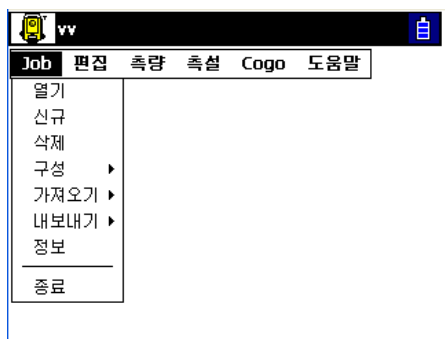 vv
Job 편집 측량 측설 Cogo 도움말
열기
신규
삭제
구성
가져오기
내보내기
정보
종료